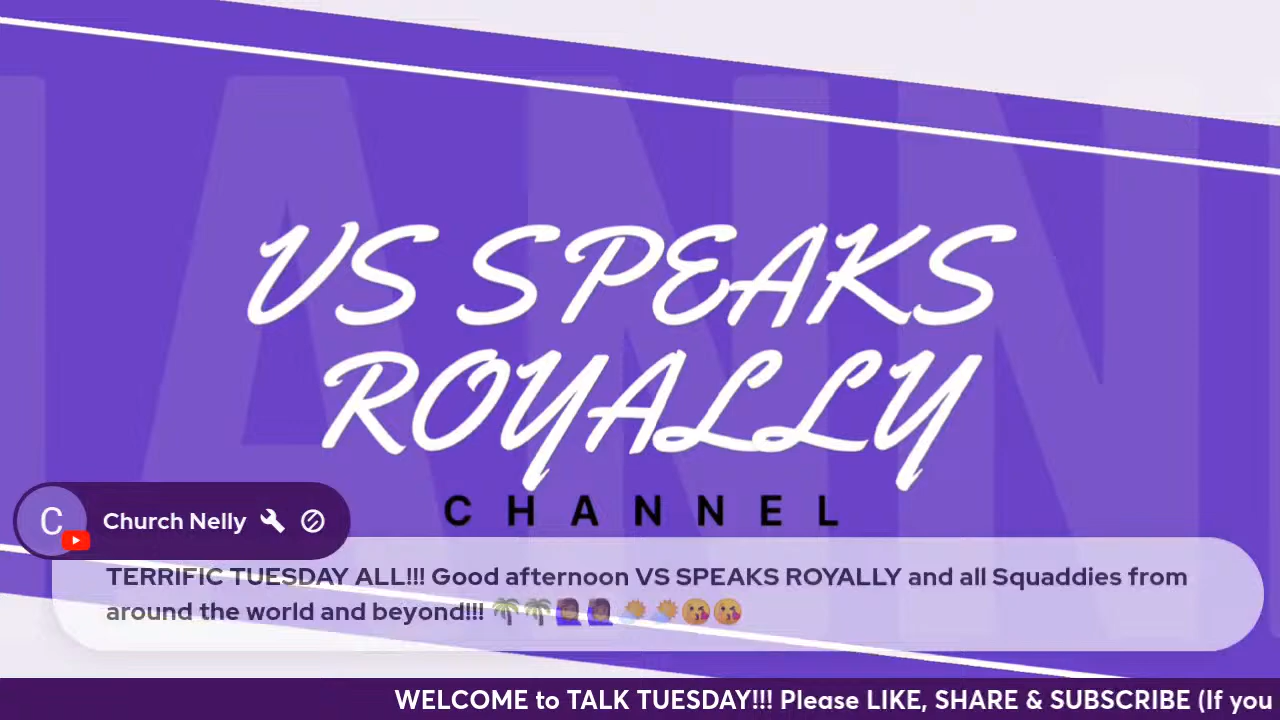 VS SPEAKS
ROYALLY
CHANNEL
C
Church Nelly
TERRIFIC TUESDAY ALL!!! Good afternoon VS SPEAKS ROYALLY and all Squaddies from
around the world and beyond!!! 🌴🌴🙋🏾‍♀️🙋🏾‍♀️🌤️🌤️😘😘
WELCOME to TALK TUESDAY!!! Please LIKE, SHARE & SUBSCRIBE (If you